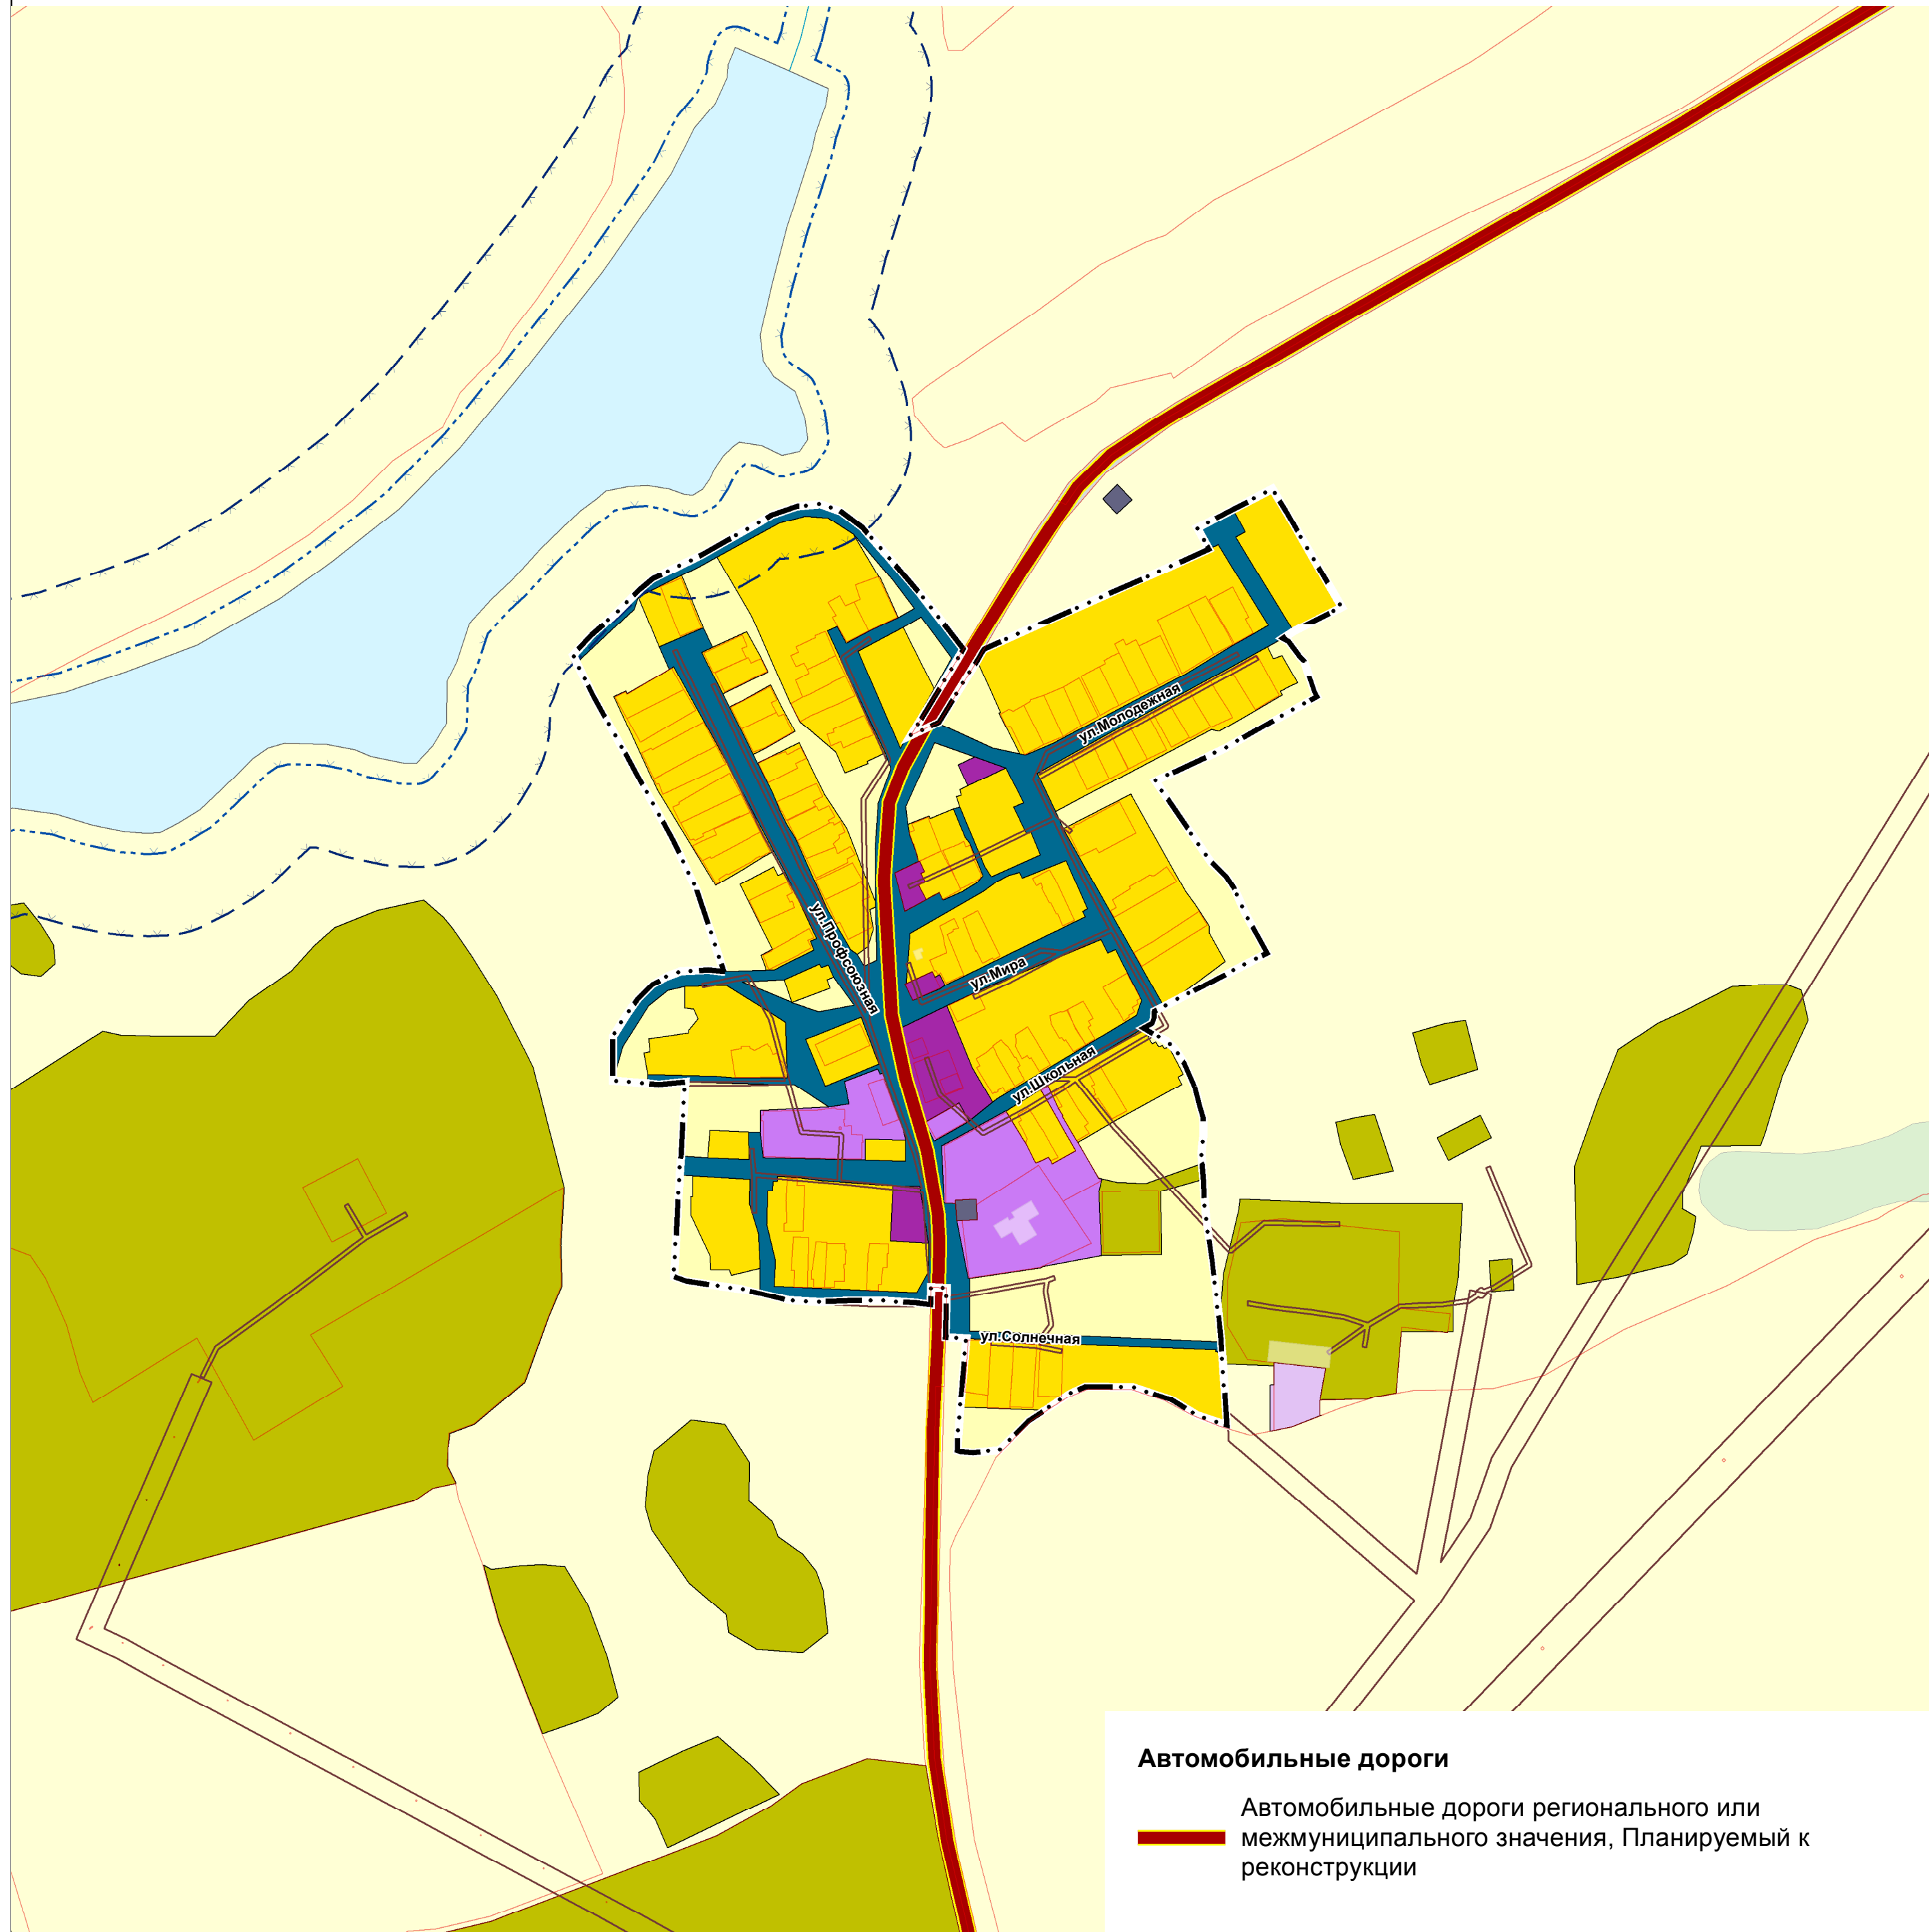 ул.Молодежная
ул.Профсоюзная
ул.Мира
ул.Школьная
ул.Солнечная
Автомобильные дороги
Автомобильные дороги регионального или
межмуниципального значения, Планируемый к
реконструкции